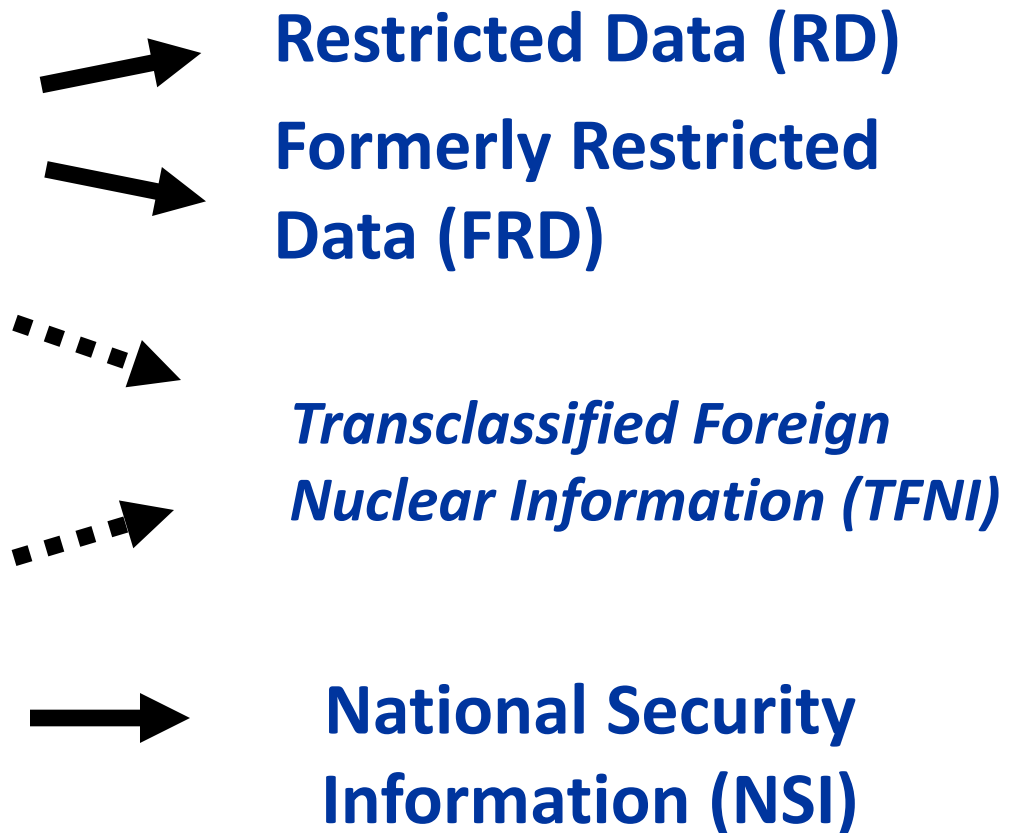 Restricted Data (RD)
Formerly Restricted
Data (FRD)
Transclassified Foreign
Nuclear Information (TFNI)
National Security
Information (NSI)